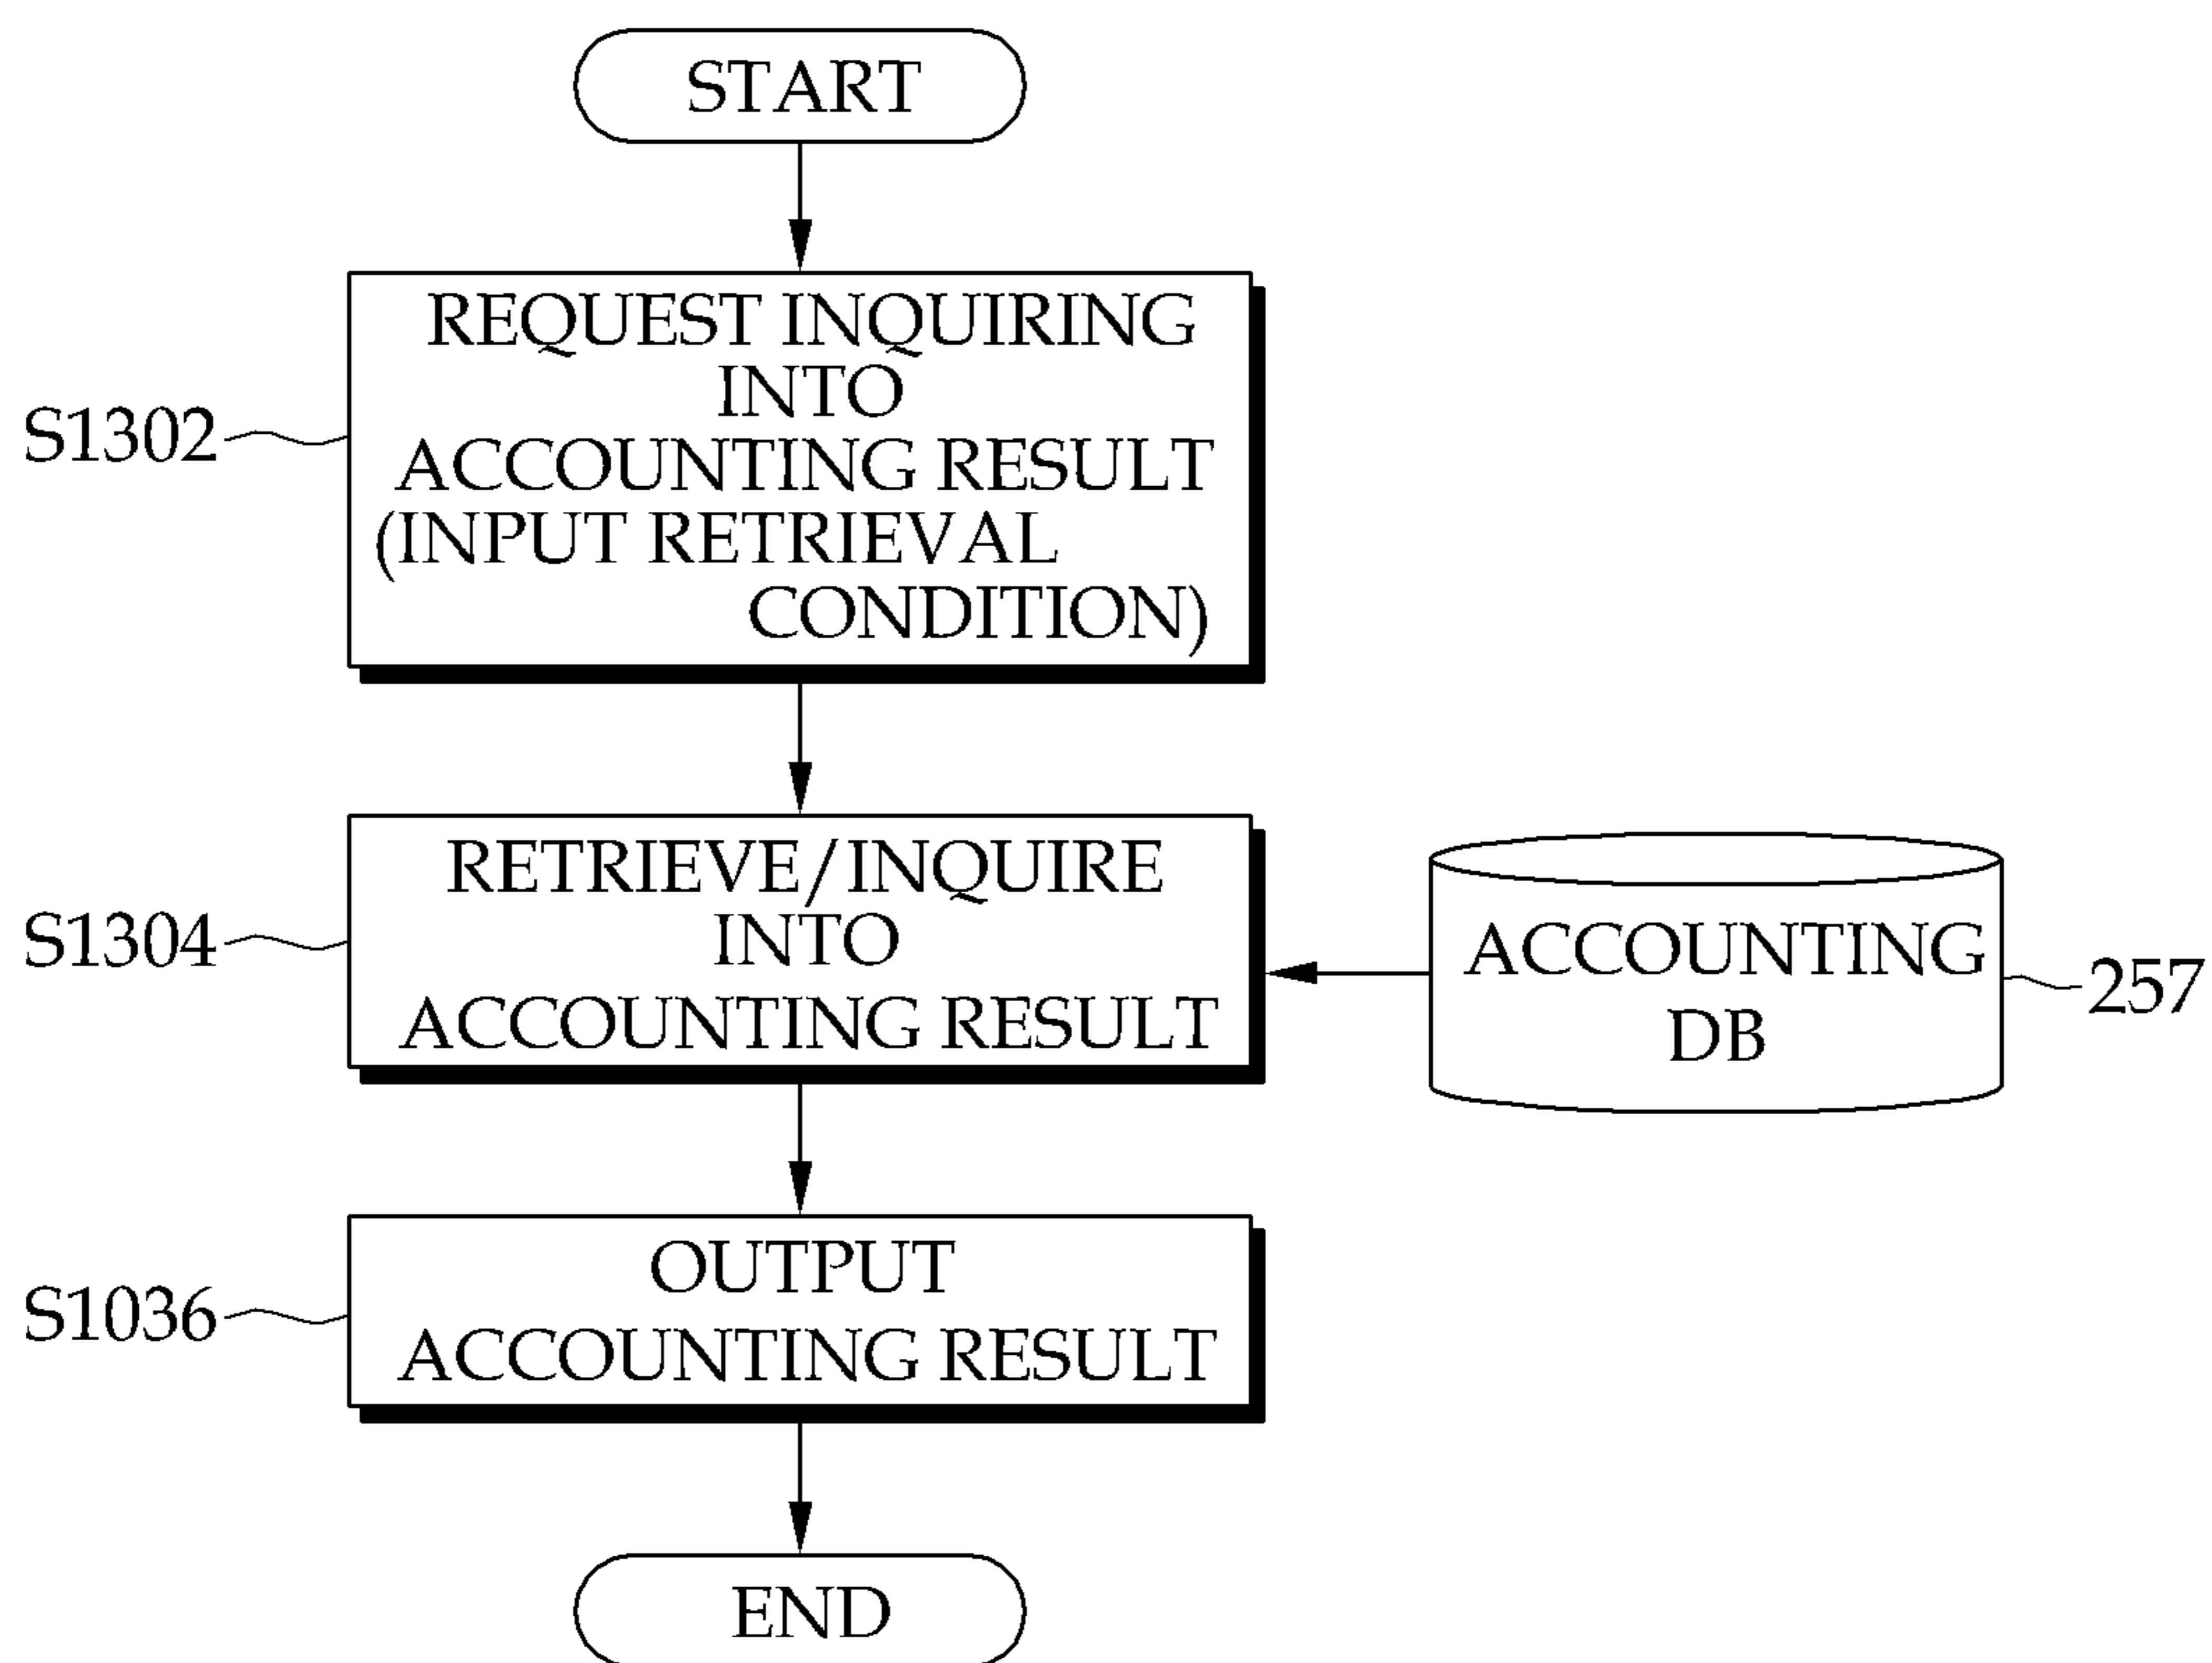 START
REQUEST INQUIRING
INTO
ACCOUNTING RESULT
(INPUT RETRIEVAL
CONDITION)
S1302
RETRIEVE/INQUIRE
INTO
ACCOUNTING RESULT
S1304
ACCOUNTING
DB
257
OUTPUT
ACCOUNTING RESULT
S1036
END